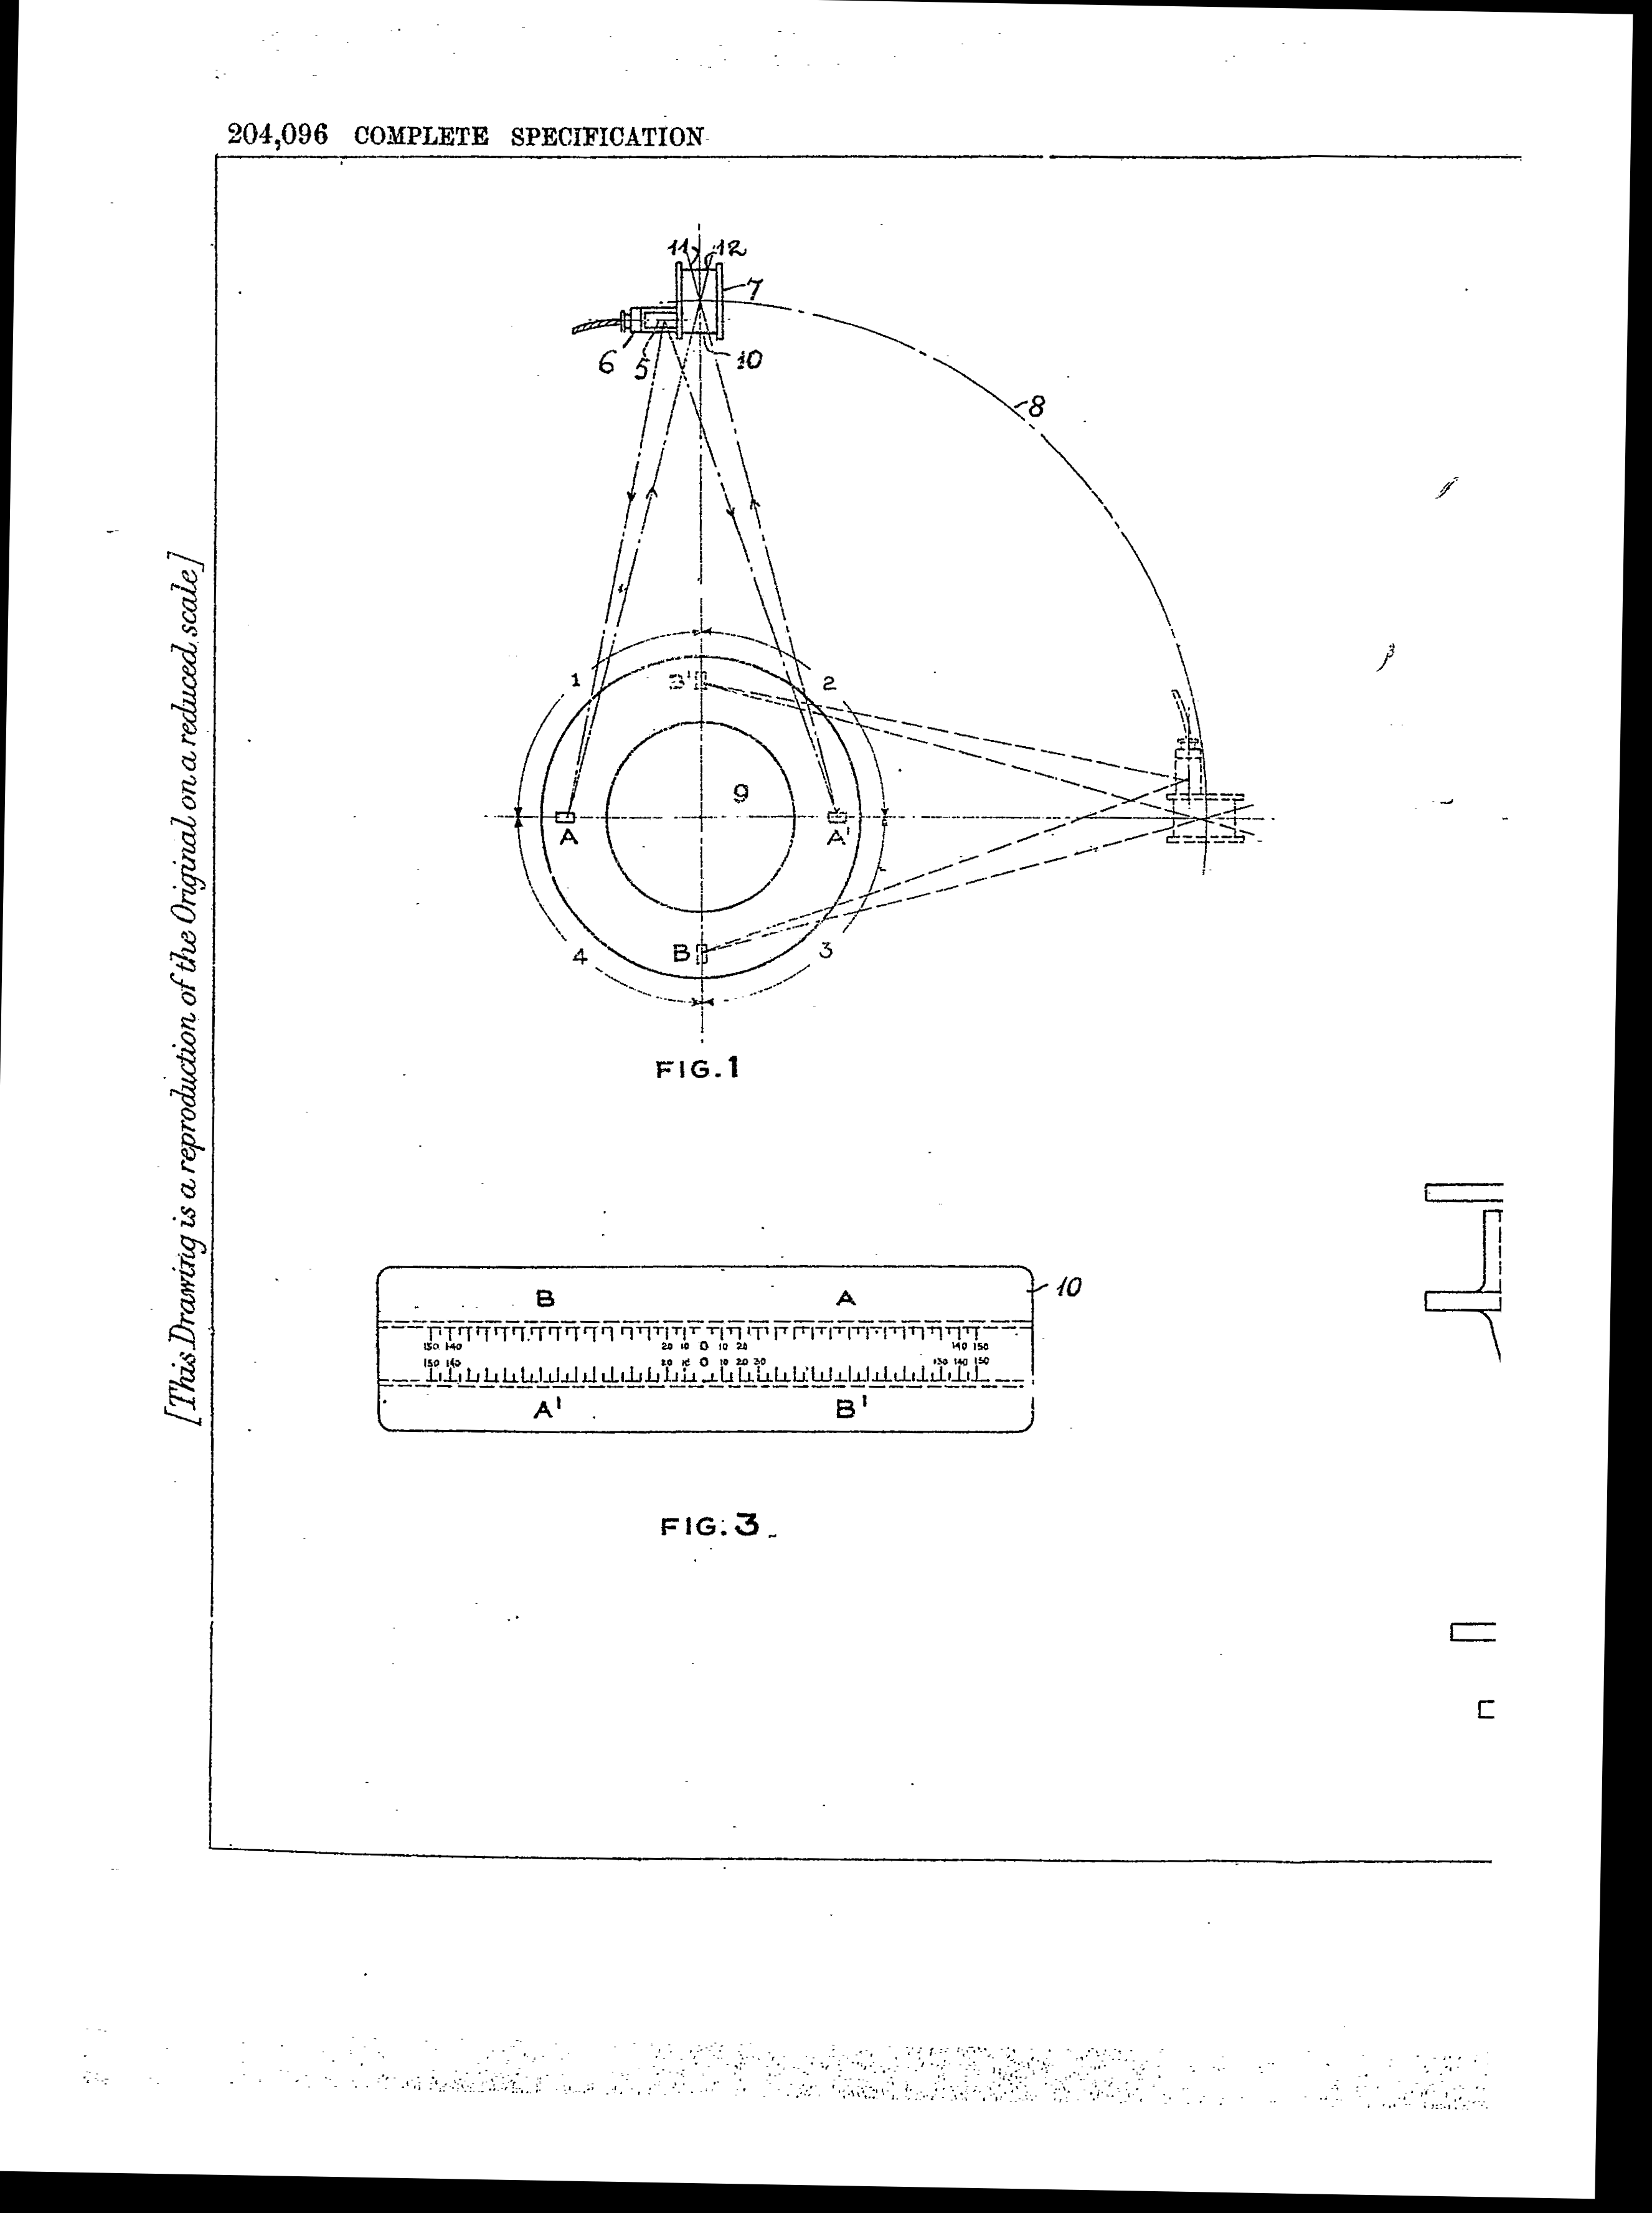 204,096 COMPLETE SPECIFICATION
[This Drawing is a reproduction of the Original on a reduced scale]
11 12
7
6 5 10
8
1 B' 2
9
A A'
B
4 3
FIG.1
B A 10
150 140 20 10 0 10 20 140 150
150 140 20 10 0 10 20 30 130 140 150
A' B'
FIG. 3